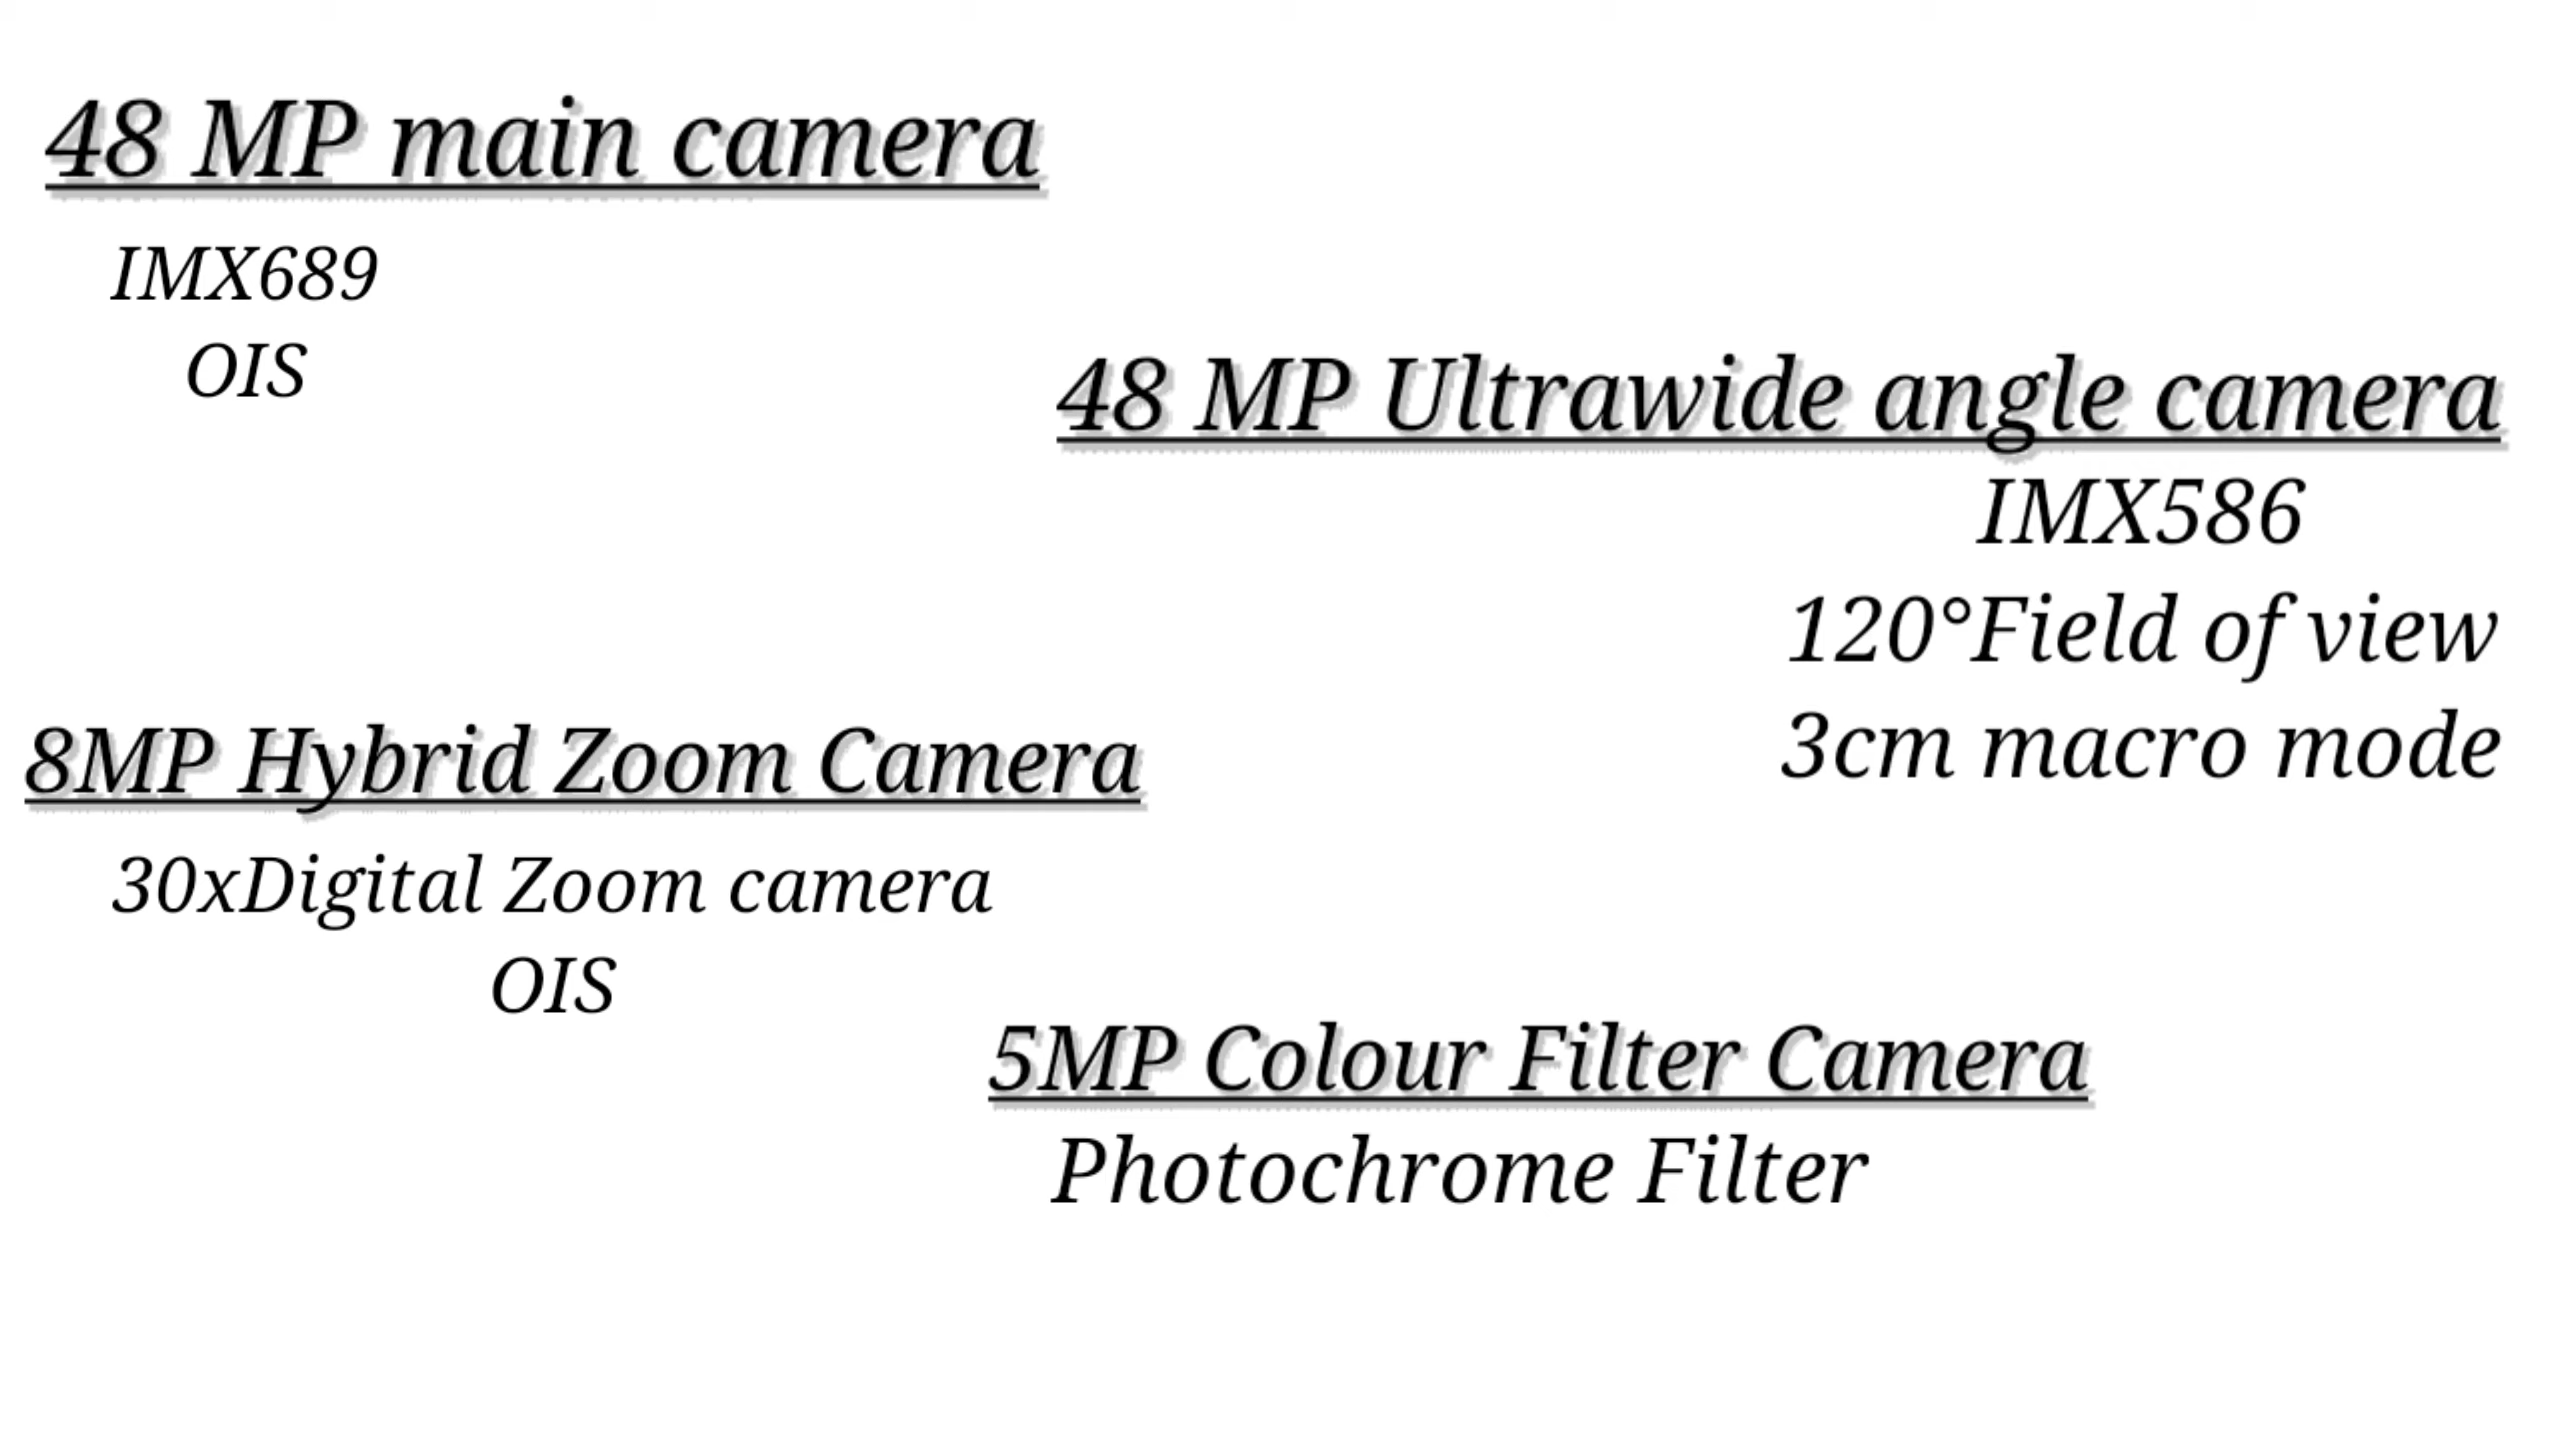 48 MP main camera
IMX689
OIS
48 MP Ultrawide angle camera
IMX586
120°Field of view
3cm macro mode
8MP Hybrid Zoom Camera
30xDigital Zoom camera
OIS
5MP Colour Filter Camera
Photochrome Filter